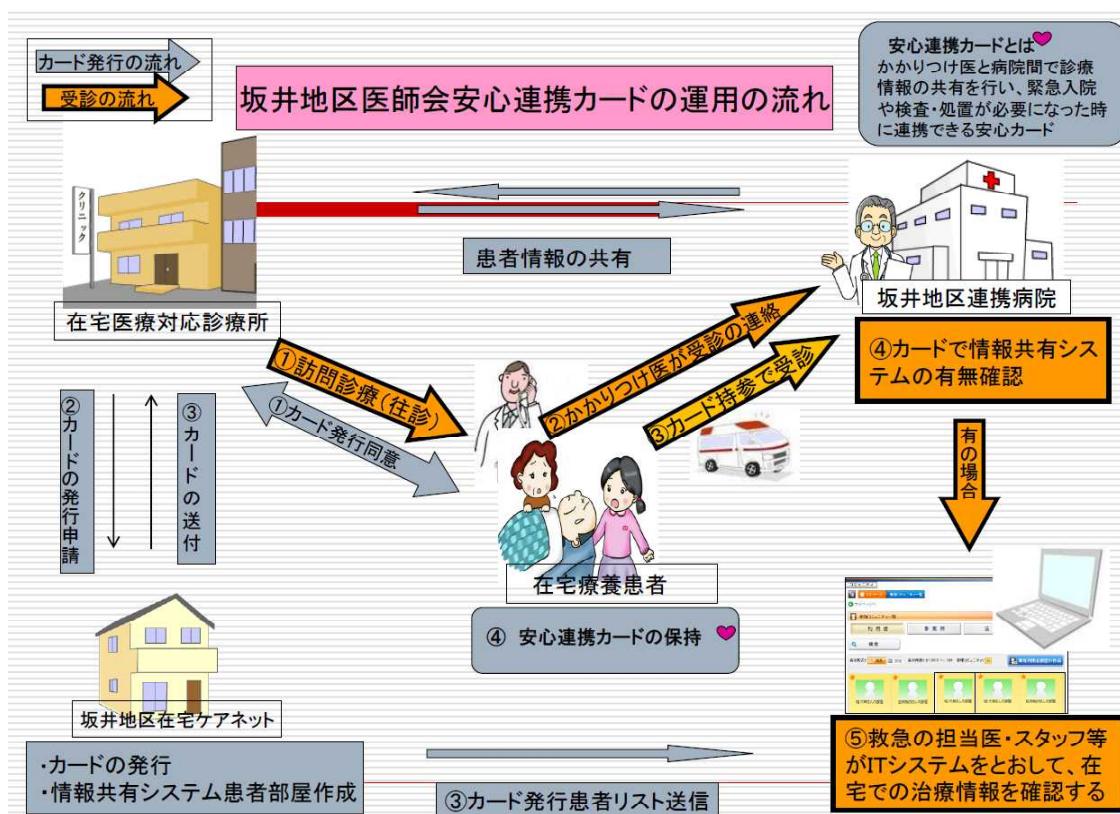 カード発行の流れ
受診の流れ
坂井地区医師会安心連携カードの運用の流れ
安心連携カードとは
かかりつけ医と病院間で診療
情報の共有を行い、緊急入院
や検査・処置が必要になった時
に連携できる安心カード
クリニック
患者情報の共有
在宅医療対応診療所
坂井地区連携病院
①訪問診療(往診)
①カード発行同意
②かかりつけ医が受診の連絡
③カード持参で受診
④カードで情報共有シス
テムの有無確認
②カードの発行申請
③カードの送付
有の場合
在宅療養患者
④ 安心連携カードの保持
坂井地区在宅ケアネット
・カードの発行
・情報共有システム患者部屋作成
③カード発行患者リスト送信
検索
⑤救急の担当医・スタッフ等
がITシステムをとおして、在
宅での治療情報を確認する